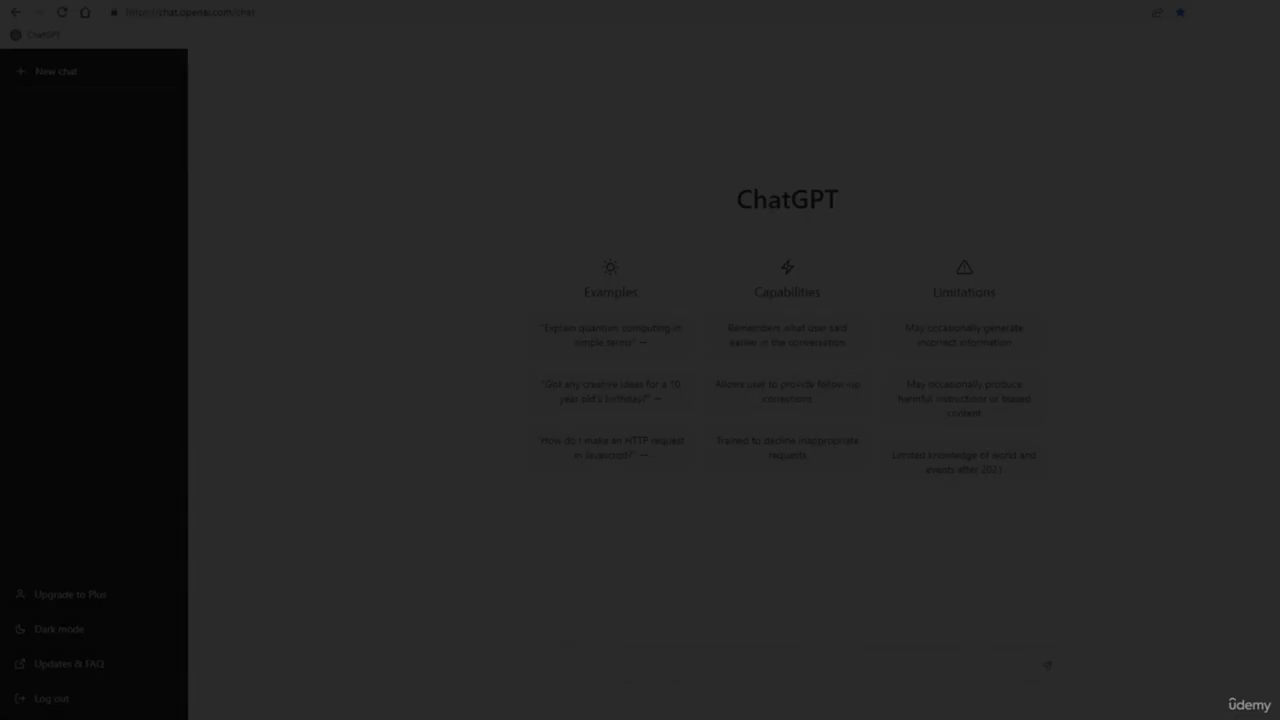 https://chat.openai.com/chat
ChatGPT
New chat
ChatGPT
Examples
Capabilities
Limitations
"Explain quantum computing in
simple terms" →
Remembers what user said
earlier in the conversation
May occasionally generate
incorrect information
"Got any creative ideas for a 10
year old's birthday?" →
Allows user to provide follow-up
corrections
May occasionally produce
harmful instructions or biased
content
"How do I make an HTTP request
in Javascript?" →
Trained to decline inappropriate
requests
Limited knowledge of world and
events after 2021
Upgrade to Plus
Dark mode
Updates & FAQ
Log out
ûdemy